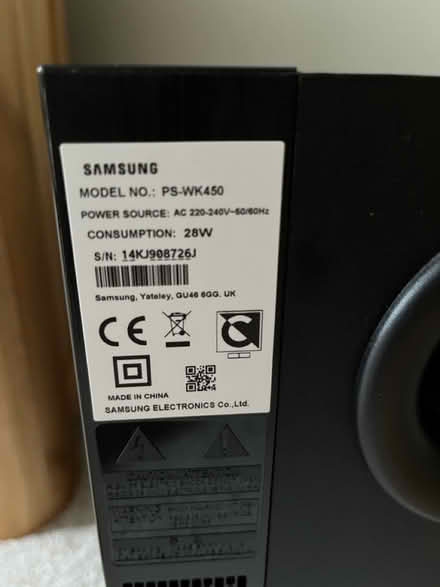 SAMSUNG
MODEL NO.: PS-WK450
POWER SOURCE: AC 220-240V~50/60Hz
CONSUMPTION: 28W
S/N: 14KJ908726J
Samsung, Yateley, GU46 6GG. UK
CE
MADE IN CHINA
SAMSUNG ELECTRONICS Co.,Ltd.